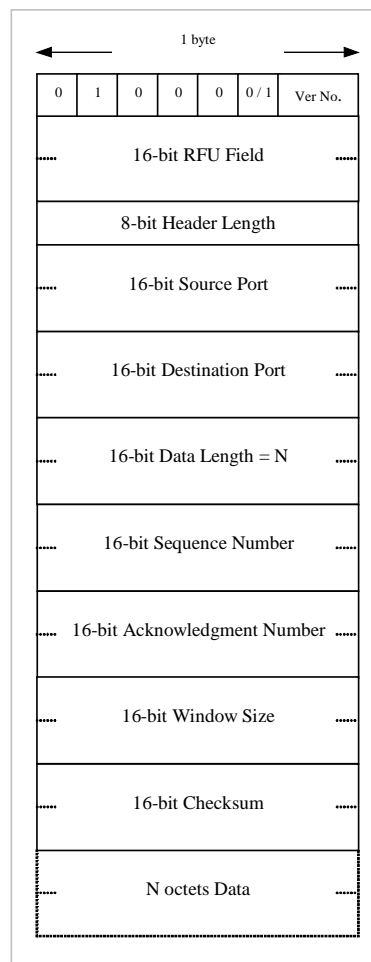 1 byte
0 1 0 0 0 0 / 1 Ver No.
16-bit RFU Field
8-bit Header Length
16-bit Source Port
16-bit Destination Port
16-bit Data Length = N
16-bit Sequence Number
16-bit Acknowledgment Number
16-bit Window Size
16-bit Checksum
N octets Data